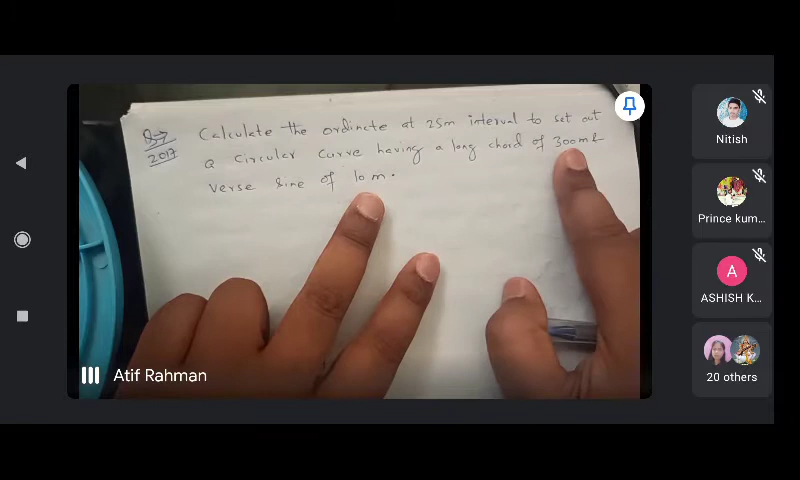 Q→ Calculate the ordinate at 25m interval to set out
2017 a circular curve having a long chord of 300m &
verse sine of 10 m.
Atif Rahman
Nitish
Prince kum...
A
ASHISH K...
20 others